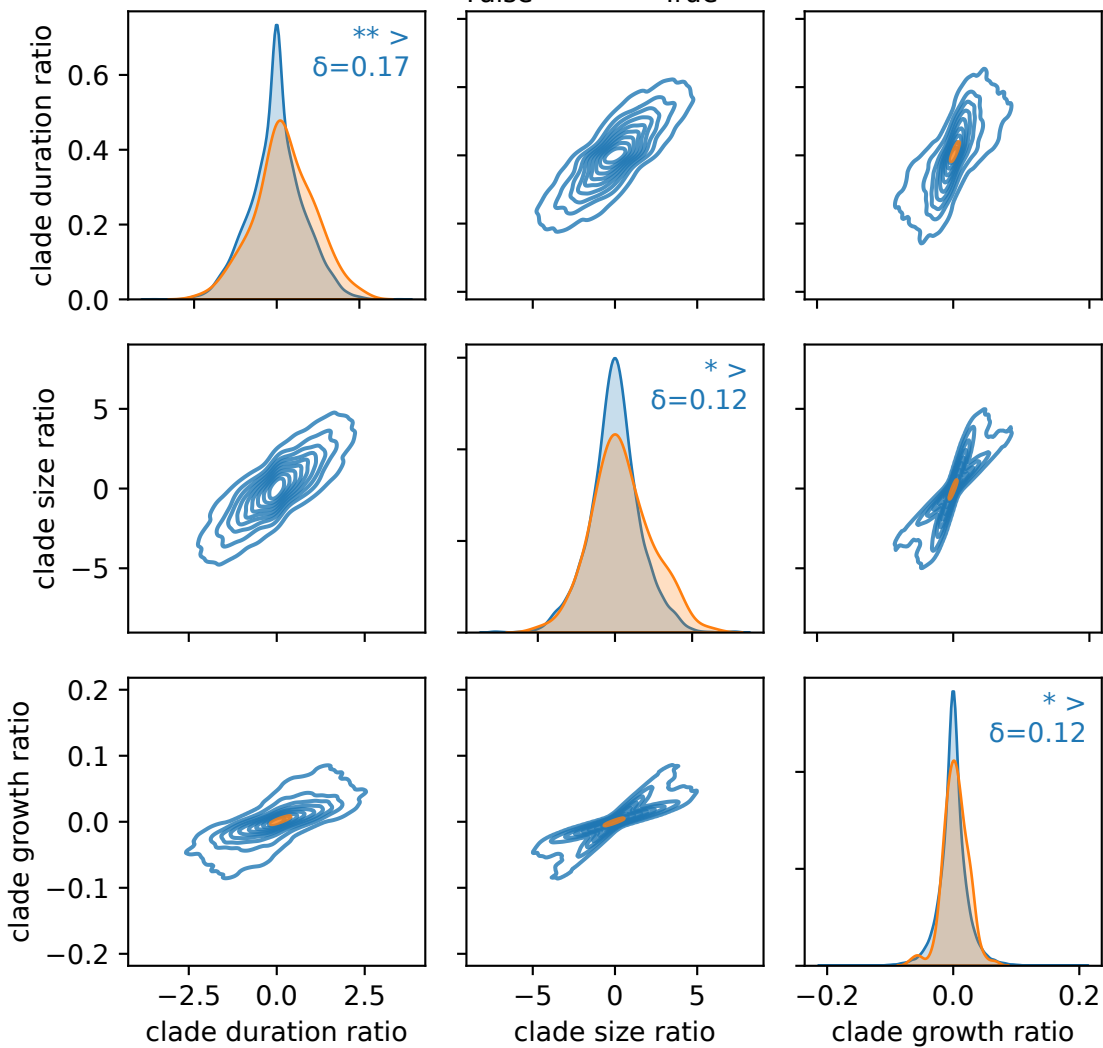 clade duration ratio
0.6
0.4
0.2
0.0
** >
δ=0.17
clade size ratio
5
0
−5
* >
δ=0.12
clade growth ratio
0.2
0.1
0.0
−0.1
−0.2
* >
δ=0.12
−2.5 0.0 2.5
−5 0 5
−0.2 0.0 0.2
clade duration ratio
clade size ratio
clade growth ratio